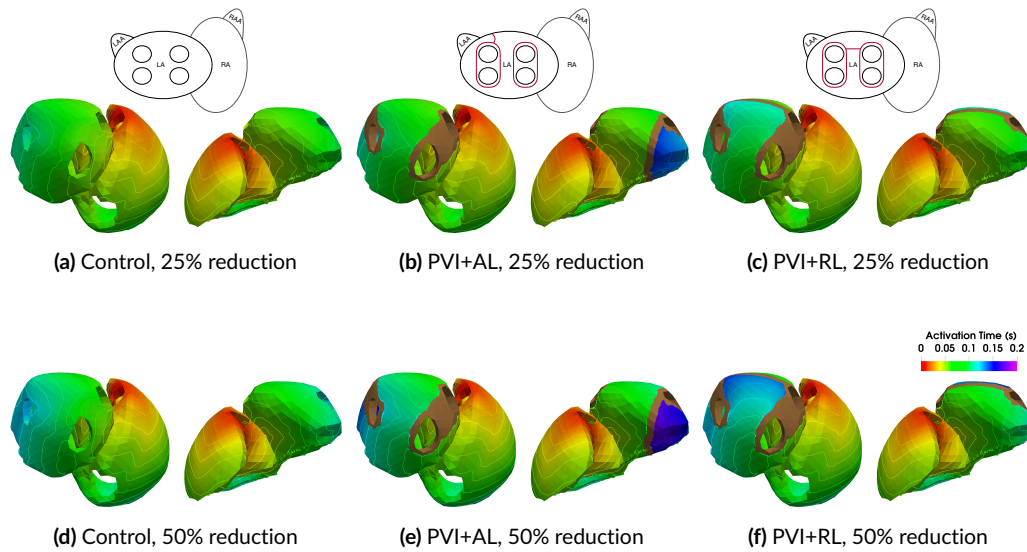 RAA
LAA
LA
RA
RAA
LAA
LA
RA
RAA
LAA
LA
RA
(a) Control, 25% reduction
(b) PVI+AL, 25% reduction
(c) PVI+RL, 25% reduction
Activation Time (s)
0 0.05 0.1 0.15 0.2
(d) Control, 50% reduction
(e) PVI+AL, 50% reduction
(f) PVI+RL, 50% reduction